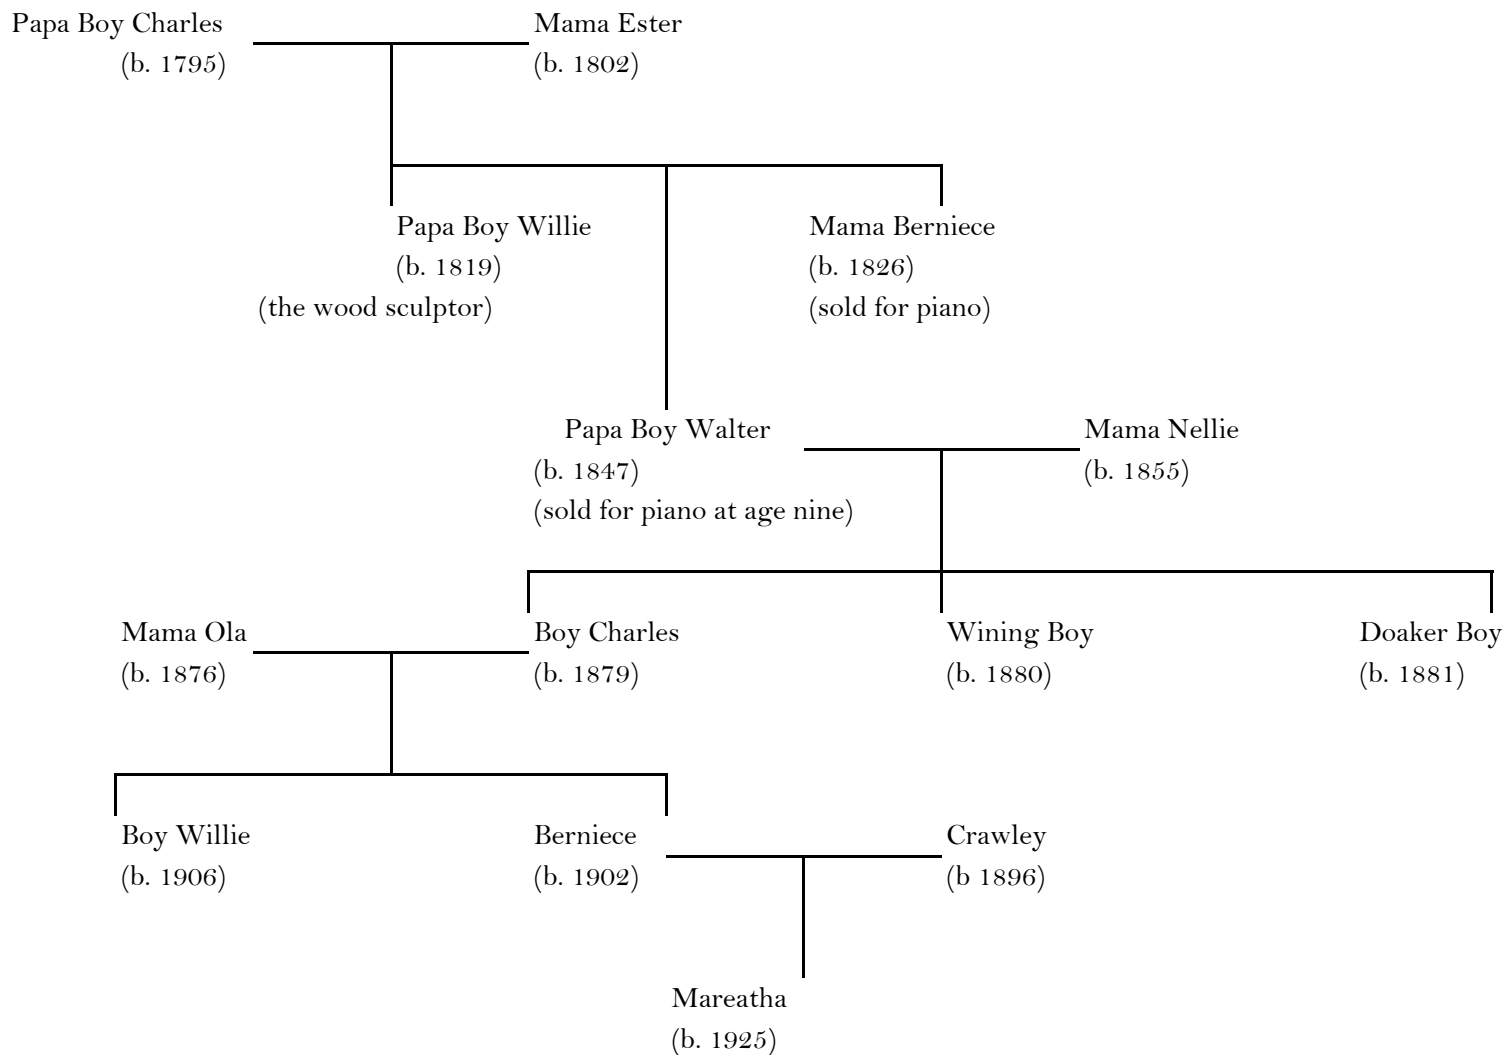 Papa Boy Charles
(b. 1795)
Mama Ester
(b. 1802)
Papa Boy Willie
(b. 1819)
(the wood sculptor)
Mama Berniece
(b. 1826)
(sold for piano)
Papa Boy Walter
(b. 1847)
(sold for piano at age nine)
Mama Nellie
(b. 1855)
Mama Ola
(b. 1876)
Boy Charles
(b. 1879)
Wining Boy
(b. 1880)
Doaker Boy
(b. 1881)
Boy Willie
(b. 1906)
Berniece
(b. 1902)
Crawley
(b 1896)
Mareatha
(b. 1925)